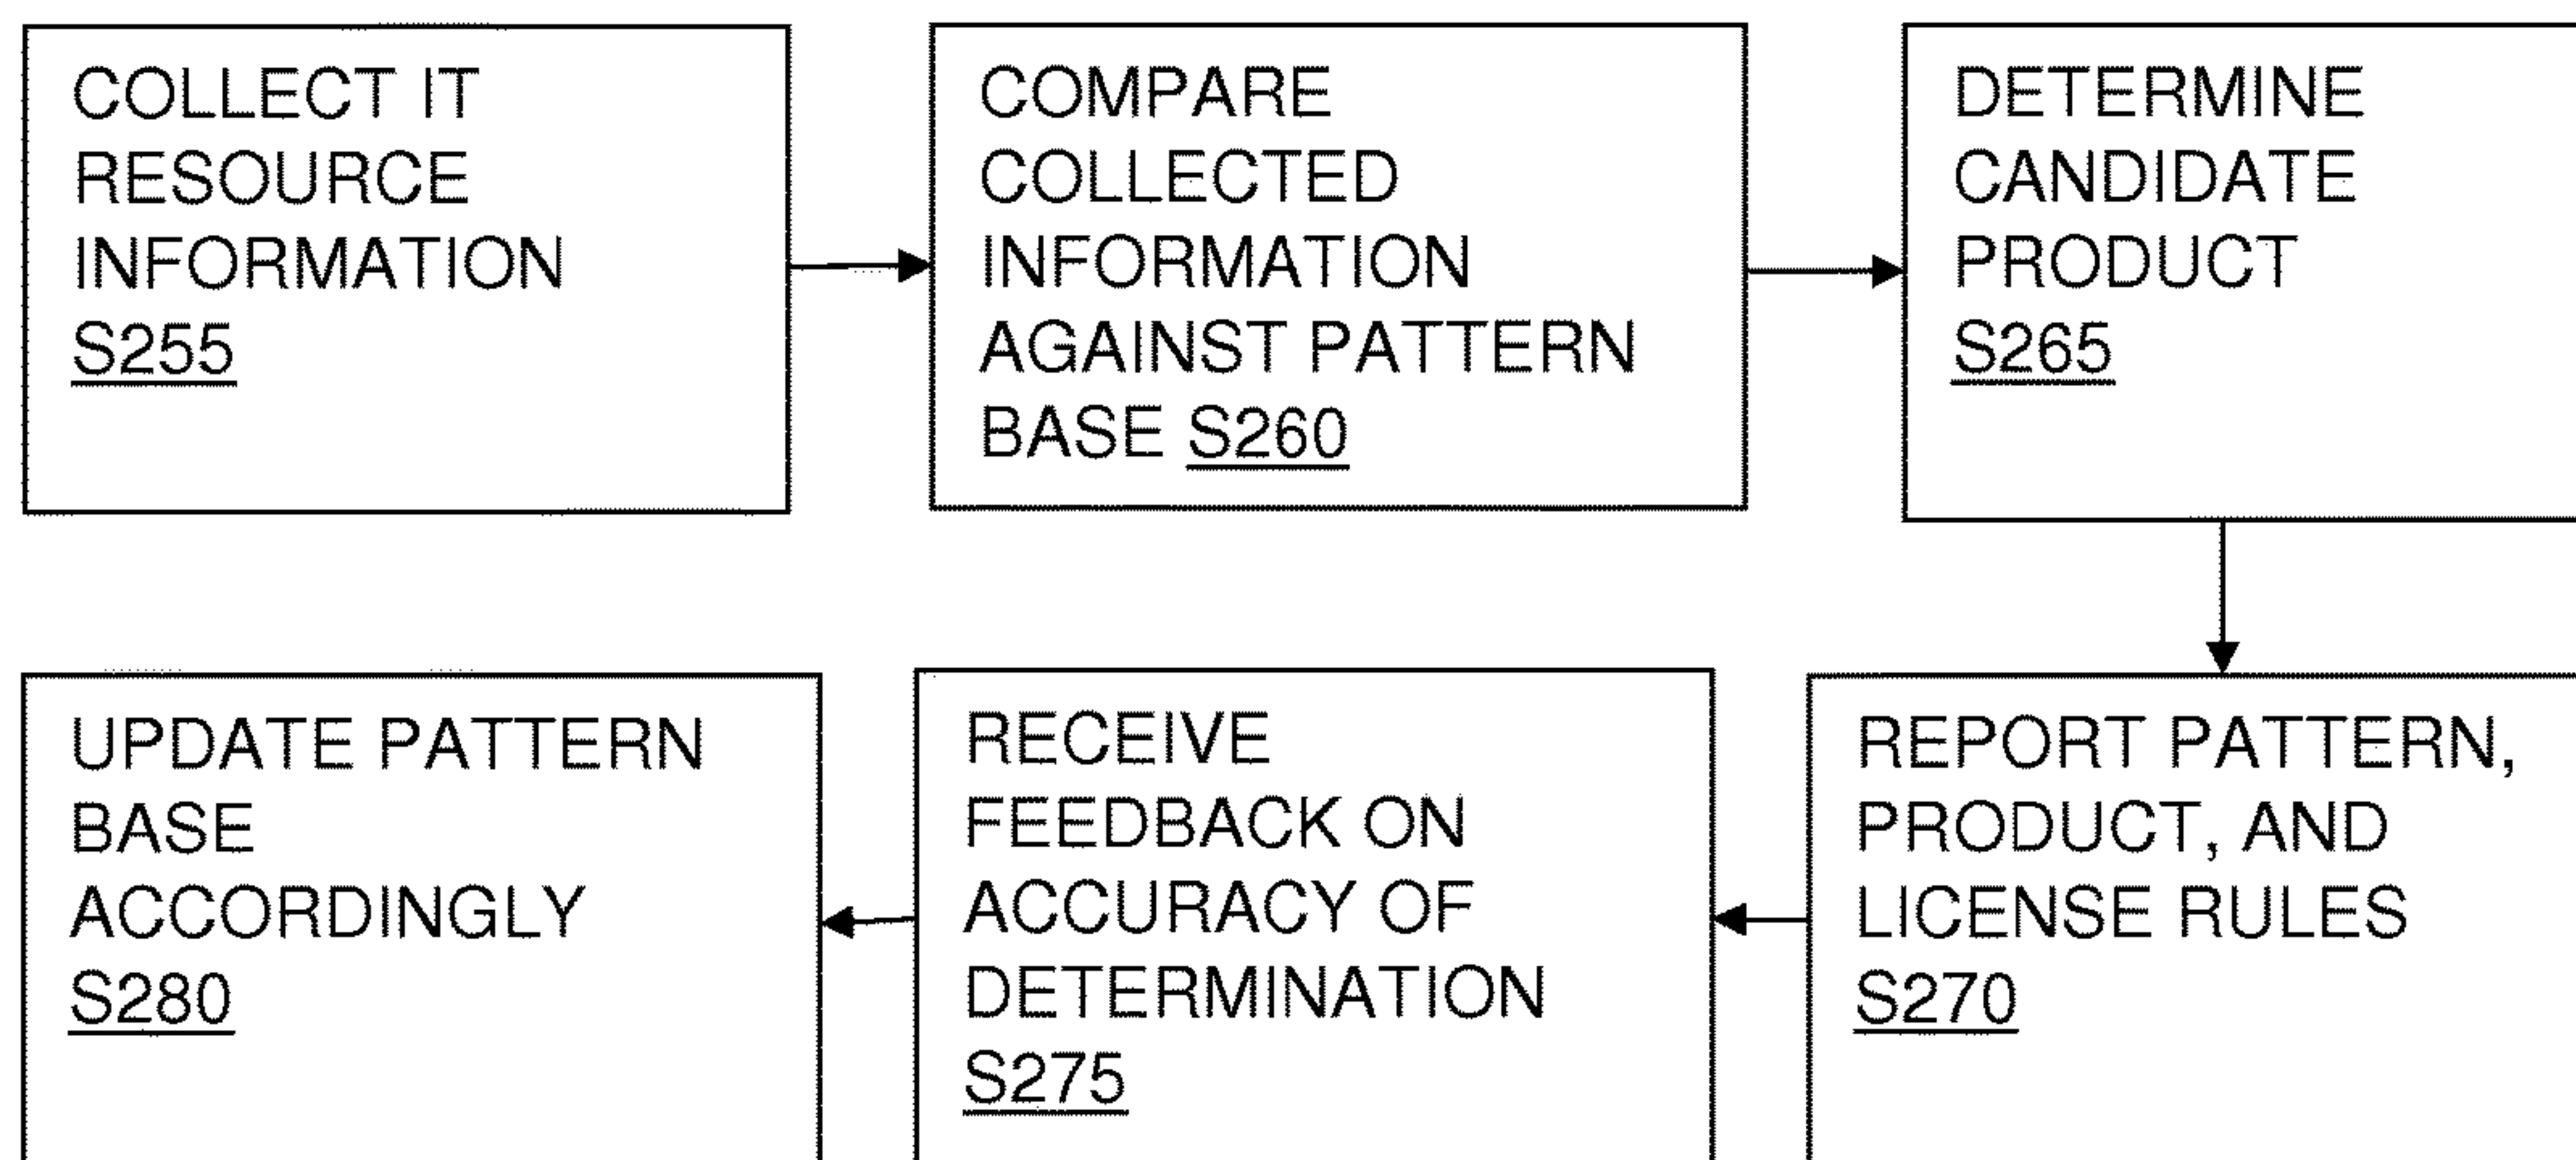 COLLECT IT
RESOURCE
INFORMATION
S255
COMPARE
COLLECTED
INFORMATION
AGAINST PATTERN
BASE S260
DETERMINE
CANDIDATE
PRODUCT
S265
REPORT PATTERN,
PRODUCT, AND
LICENSE RULES
S270
RECEIVE
FEEDBACK ON
ACCURACY OF
DETERMINATION
S275
UPDATE PATTERN
BASE
ACCORDINGLY
S280